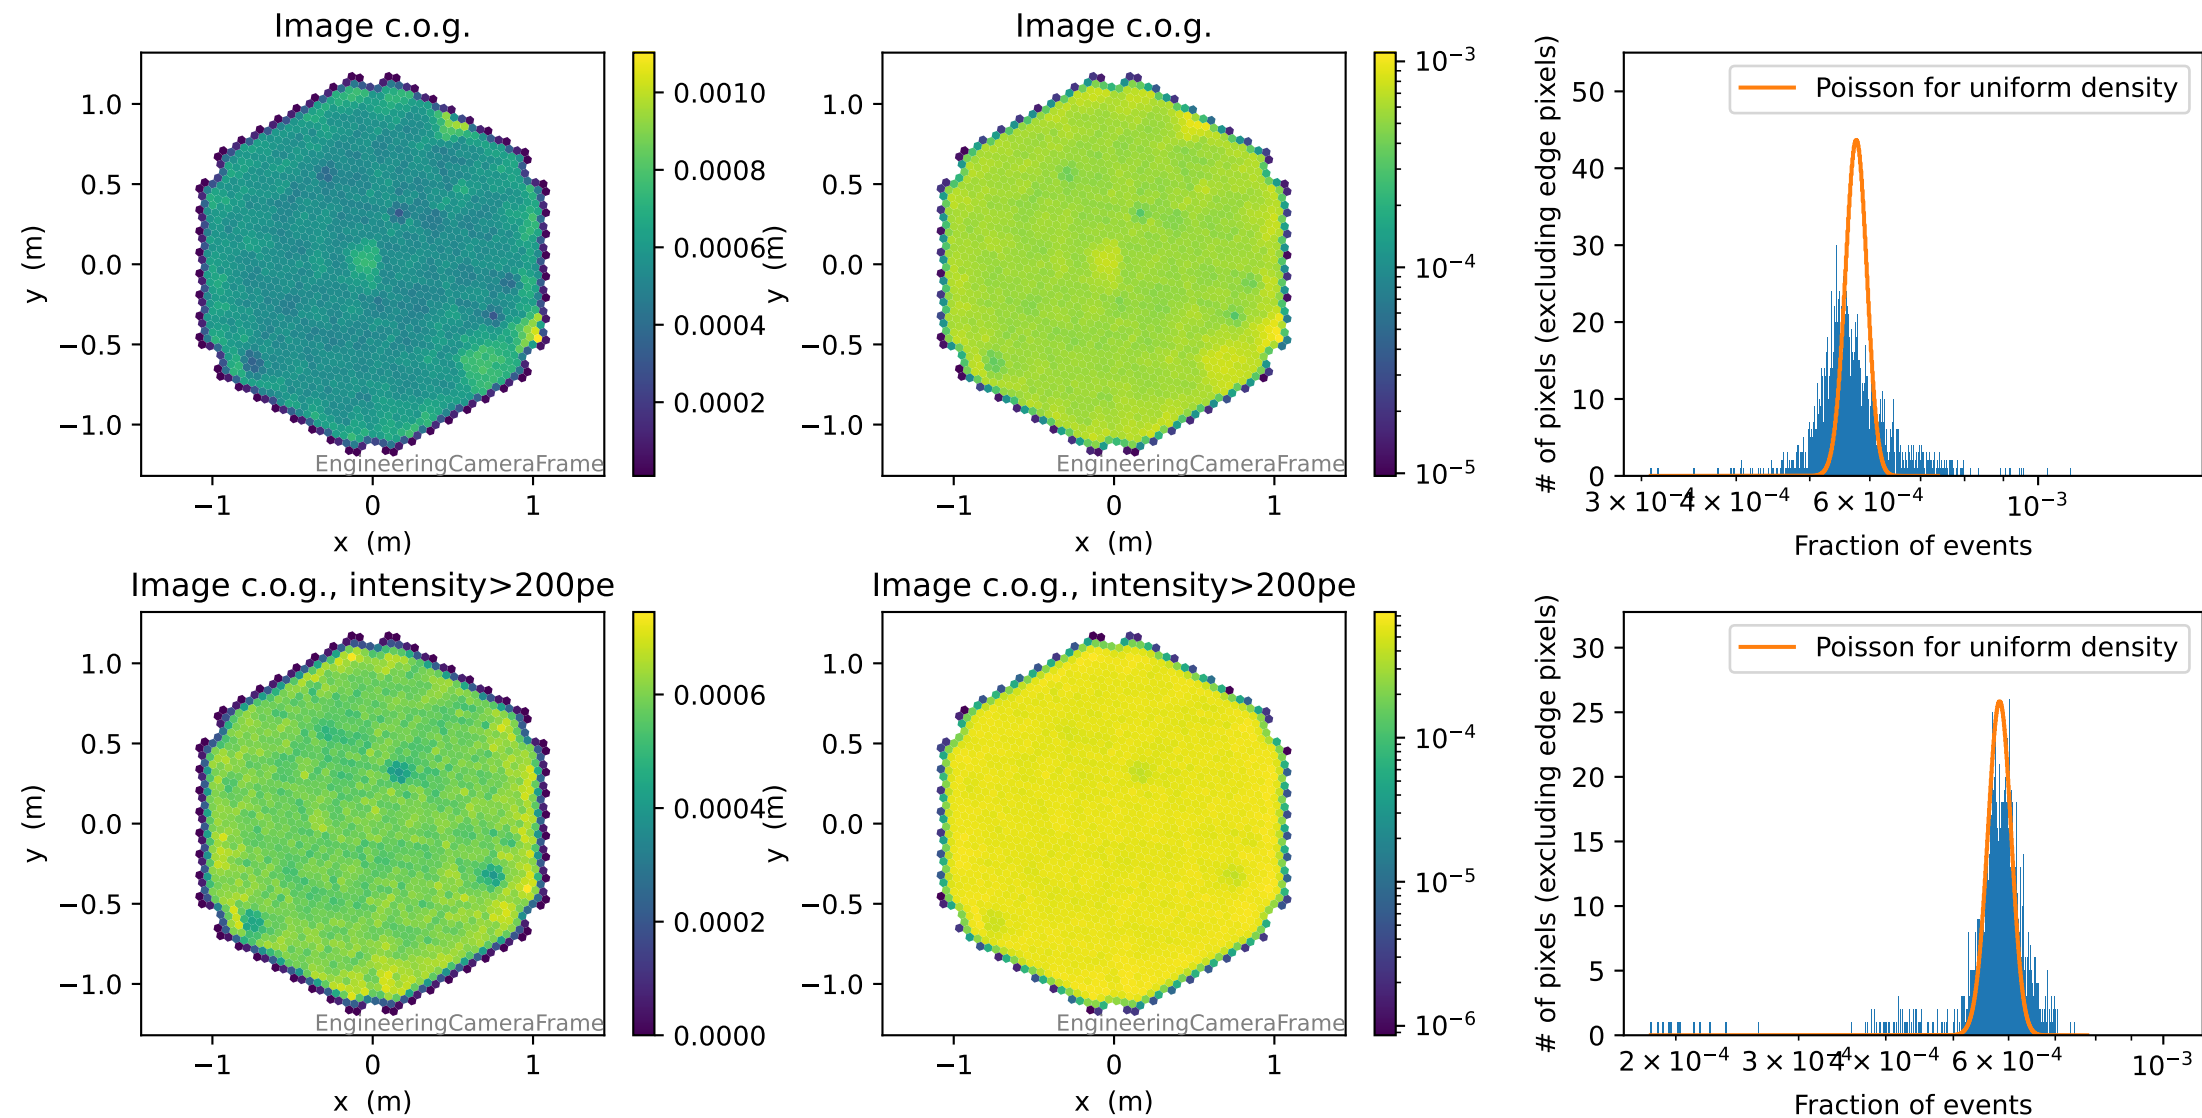 Image c.o.g.
1.0
0.5
0.0
−0.5
−1.0
y (m)
−1 0 1
x (m)
EngineeringCameraFrame
0.0010
0.0008
0.0006
0.0004
0.0002
Image c.o.g.
1.0
0.5
0.0
−0.5
−1.0
y (m)
−1 0 1
x (m)
EngineeringCameraFrame
10⁻³
10⁻⁴
10⁻⁵
Poisson for uniform density
50
40
30
20
10
0
# of pixels (excluding edge pixels)
3 × 10⁻⁴ 4 × 10⁻⁴ 6 × 10⁻⁴ 10⁻³
Fraction of events
Image c.o.g., intensity>200pe
1.0
0.5
0.0
−0.5
−1.0
y (m)
−1 0 1
x (m)
EngineeringCameraFrame
0.0006
0.0004
0.0002
0.0000
Image c.o.g., intensity>200pe
1.0
0.5
0.0
−0.5
−1.0
y (m)
−1 0 1
x (m)
EngineeringCameraFrame
10⁻⁴
10⁻⁵
10⁻⁶
Poisson for uniform density
30
25
20
15
10
5
0
# of pixels (excluding edge pixels)
2 × 10⁻⁴ 3 × 10⁻⁴ 4 × 10⁻⁴ 6 × 10⁻⁴ 10⁻³
Fraction of events